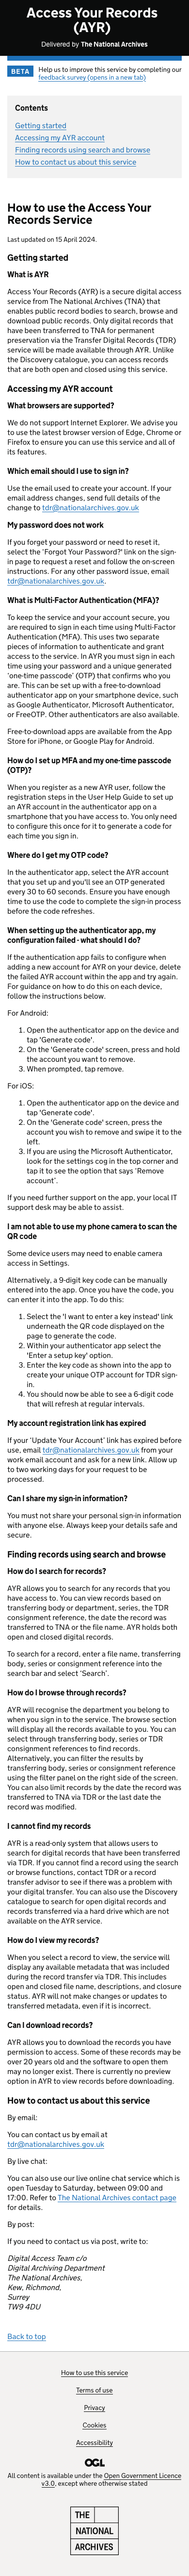 Access Your Records
(AYR)
Delivered by The National Archives
BETA
Help us to improve this service by completing our
feedback survey (opens in a new tab)
Contents
Getting started
Accessing my AYR account
Finding records using search and browse
How to contact us about this service
How to use the Access Your
Records Service
Last updated on 15 April 2024.
Getting started
What is AYR
Access Your Records (AYR) is a secure digital access
service from The National Archives (TNA) that
enables public record bodies to search, browse and
download public records. Only digital records that
have been transferred to TNA for permanent
preservation via the Transfer Digital Records (TDR)
service will be made available through AYR. Unlike
the Discovery catalogue, you can access records
that are both open and closed using this service.
Accessing my AYR account
What browsers are supported?
We do not support Internet Explorer. We advise you
use the latest browser version of Edge, Chrome or
Firefox to ensure you can use this service and all of
its features.
Which email should I use to sign in?
Use the email used to create your account. If your
email address changes, send full details of the
change to tdr@nationalarchives.gov.uk
My password does not work
If you forget your password or need to reset it,
select the ‘Forgot Your Password?’ link on the sign-
in page to request a reset and follow the on-screen
instructions. For any other password issue, email
tdr@nationalarchives.gov.uk.
What is Multi-Factor Authentication (MFA)?
To keep the service and your account secure, you
are required to sign in each time using Multi-Factor
Authentication (MFA). This uses two separate
pieces of information to authenticate and grant
access to the service. In AYR you must sign in each
time using your password and a unique generated
‘one-time passcode’ (OTP) that confirms who you
are. This can be set up with a free-to-download
authenticator app on your smartphone device, such
as Google Authenticator, Microsoft Authenticator,
or FreeOTP. Other authenticators are also available.
Free-to-download apps are available from the App
Store for iPhone, or Google Play for Android.
How do I set up MFA and my one-time passcode
(OTP)?
When you register as a new AYR user, follow the
registration steps in the User Help Guide to set up
an AYR account in the authenticator app on a
smartphone that you have access to. You only need
to configure this once for it to generate a code for
each time you sign in.
Where do I get my OTP code?
In the authenticator app, select the AYR account
that you set up and you'll see an OTP generated
every 30 to 60 seconds. Ensure you have enough
time to use the code to complete the sign-in process
before the code refreshes.
When setting up the authenticator app, my
configuration failed - what should I do?
If the authentication app fails to configure when
adding a new account for AYR on your device, delete
the failed AYR account within the app and try again.
For guidance on how to do this on each device,
follow the instructions below.
For Android:
1. Open the authenticator app on the device and
tap 'Generate code'.
2. On the 'Generate code' screen, press and hold
the account you want to remove.
3. When prompted, tap remove.
For iOS:
1. Open the authenticator app on the device and
tap 'Generate code'.
2. On the 'Generate code' screen, press the
account you wish to remove and swipe it to the
left.
3. If you are using the Microsoft Authenticator,
look for the settings cog in the top corner and
tap it to see the option that says ‘Remove
account’.
If you need further support on the app, your local IT
support desk may be able to assist.
I am not able to use my phone camera to scan the
QR code
Some device users may need to enable camera
access in Settings.
Alternatively, a 9-digit key code can be manually
entered into the app. Once you have the code, you
can enter it into the app. To do this:
1. Select the 'I want to enter a key instead' link
underneath the QR code displayed on the
page to generate the code.
2. Within your authenticator app select the
'Enter a setup key' option.
3. Enter the key code as shown into the app to
create your unique OTP account for TDR sign-
in.
4. You should now be able to see a 6-digit code
that will refresh at regular intervals.
My account registration link has expired
If your ‘Update Your Account’ link has expired before
use, email tdr@nationalarchives.gov.uk from your
work email account and ask for a new link. Allow up
to two working days for your request to be
processed.
Can I share my sign-in information?
You must not share your personal sign-in information
with anyone else. Always keep your details safe and
secure.
Finding records using search and browse
How do I search for records?
AYR allows you to search for any records that you
have access to. You can view records based on
transferring body or department, series, the TDR
consignment reference, the date the record was
transferred to TNA or the file name. AYR holds both
open and closed digital records.
To search for a record, enter a file name, transferring
body, series or consignment reference into the
search bar and select ‘Search’.
How do I browse through records?
AYR will recognise the department you belong to
when you sign in to the service. The browse section
will display all the records available to you. You can
select through transferring body, series or TDR
consignment references to find records.
Alternatively, you can filter the results by
transferring body, series or consignment reference
using the filter panel on the right side of the screen.
You can also browse records by the day the record was
transferred to TNA via TDR or the last date the
record was modified.
I cannot find my records
AYR is a read-only system that allows users to
search for digital records that have been transferred
via TDR. If you cannot find a record using the search
or browse functions, please contact TDR or a record
transfer advisor to see if there was a problem with
your digital transfer. You can also use the Discovery
catalogue to look for open digital records and
records transferred via a hard drive which are not
available on the AYR service.
How do I view my records?
When you select a record to view, the service will
display any available metadata that was included
during the record transfer via TDR. This includes
open and closed file names, descriptions, and closure
status. AYR will not make changes or updates to
transferred metadata, even if it is incorrect.
Can I download records?
AYR allows you to download the records you have
permission to access. Some of these records may be
over 20 years old and the software to open them
may no longer exist. There is currently no preview
option in AYR to view records before downloading.
How to contact us about this service
By email:
You can contact us by email at
tdr@nationalarchives.gov.uk
By live chat:
You can also use our live online chat service which is
open Tuesday to Saturday, between 09:00 and
17:00. Refer to The National Archives contact page
for details.
By post:
If you need to contact us via post, write to:
Digital Access Team c/o
Digital Archiving Department
The National Archives,
Kew, Richmond,
Surrey
TW9 4DU
Back to top
How to use this service
Terms of use
Privacy
Cookies
Accessibility
OGL
All content is available under the Open Government Licence
v3.0, except where otherwise stated
THE
NATIONAL
ARCHIVES